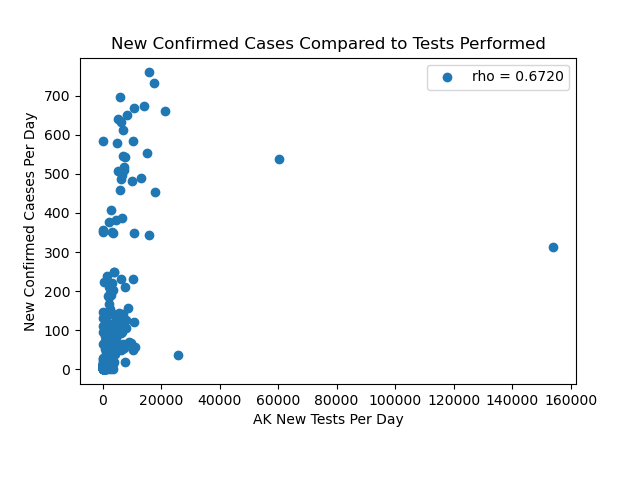 New Confirmed Cases Compared to Tests Performed
rho = 0.6720
New Confirmed Caeses Per Day
700
600
500
400
300
200
100
0
0 20000 40000 60000 80000 100000 120000 140000 160000
AK New Tests Per Day